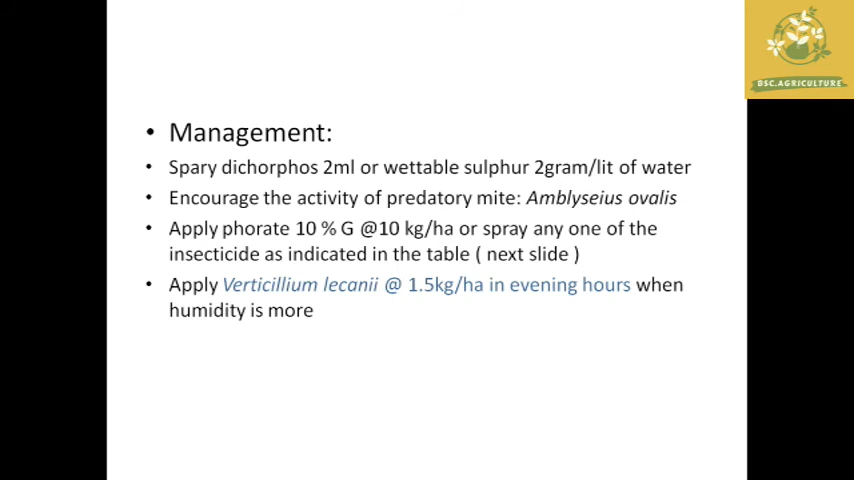 BSC.AGRICULTURE
• Management:
• Spary dichorphos 2ml or wettable sulphur 2gram/lit of water
• Encourage the activity of predatory mite: Amblyseius ovalis
• Apply phorate 10 % G @10 kg/ha or spray any one of the
insecticide as indicated in the table ( next slide )
• Apply Verticillium lecanii @ 1.5kg/ha in evening hours when
humidity is more